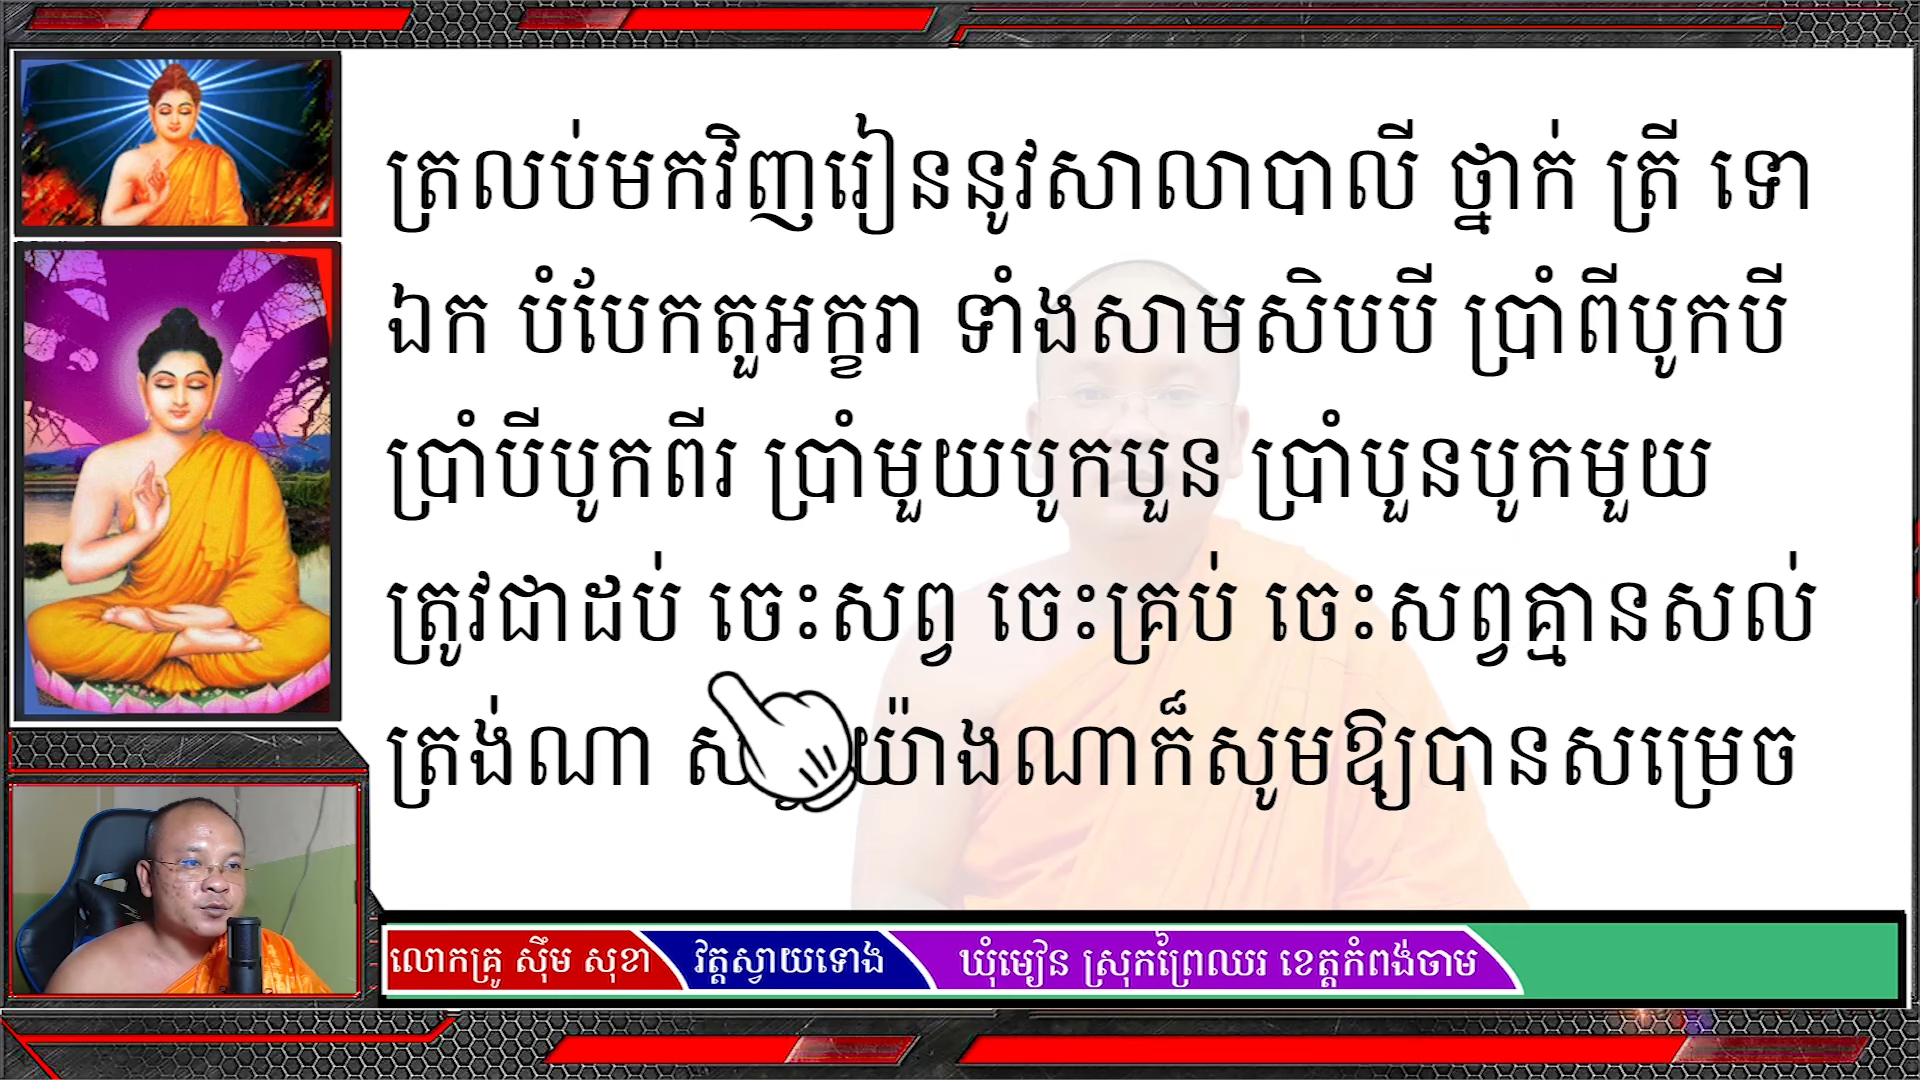 ត្រលប់មកវិញរៀននូវសាលាបាលី ថ្នាក់ ត្រី ទោ
ឯក បំបែកតួអក្ខរា ទាំងសាមសិបបី ប្រាំពីបូកបី
ប្រាំបីបូកពីរ ប្រាំមួយបូកបួន ប្រាំបួនបូកមួយ
ត្រូវជាដប់ ចេះសព្វ ចេះគ្រប់ ចេះសព្វគ្មានសល់
ត្រង់ណា យ៉ាងណាក៏សូមឱ្យបានសម្រេច
លោកគ្រូ ស៊ឹម សុខា វត្តស្វាយទោង ឃុំមៀន ស្រុកព្រៃឈរ ខេត្តកំពង់ចាម